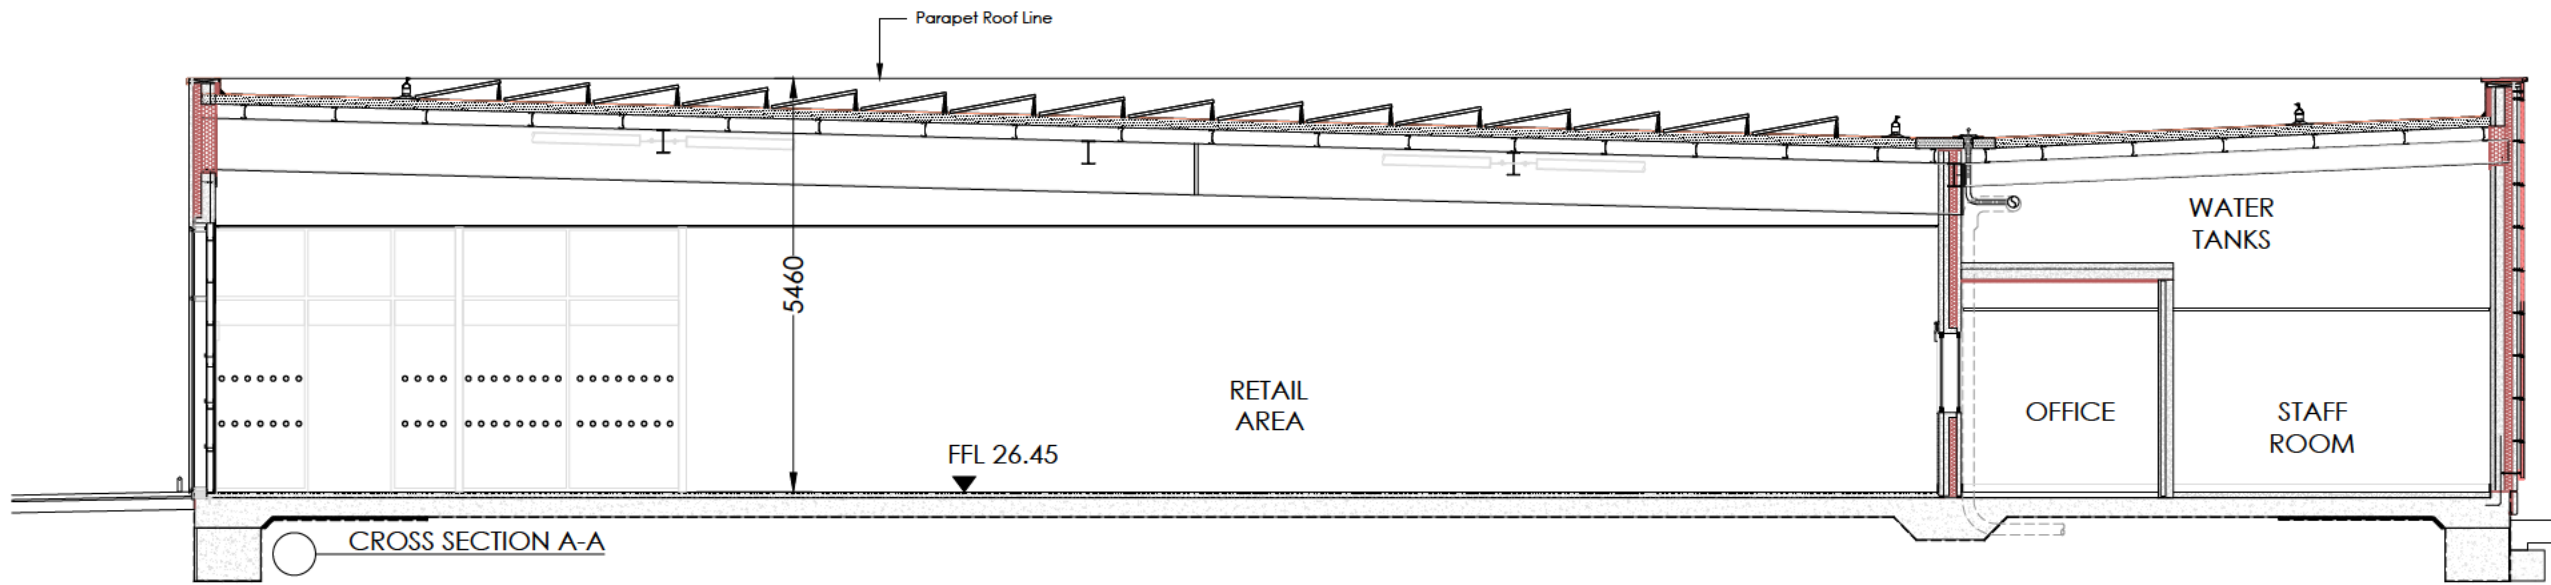 Parapet Roof Line
WATER
TANKS
5460
RETAIL
AREA
OFFICE
STAFF
ROOM
FFL 26.45
CROSS SECTION A-A